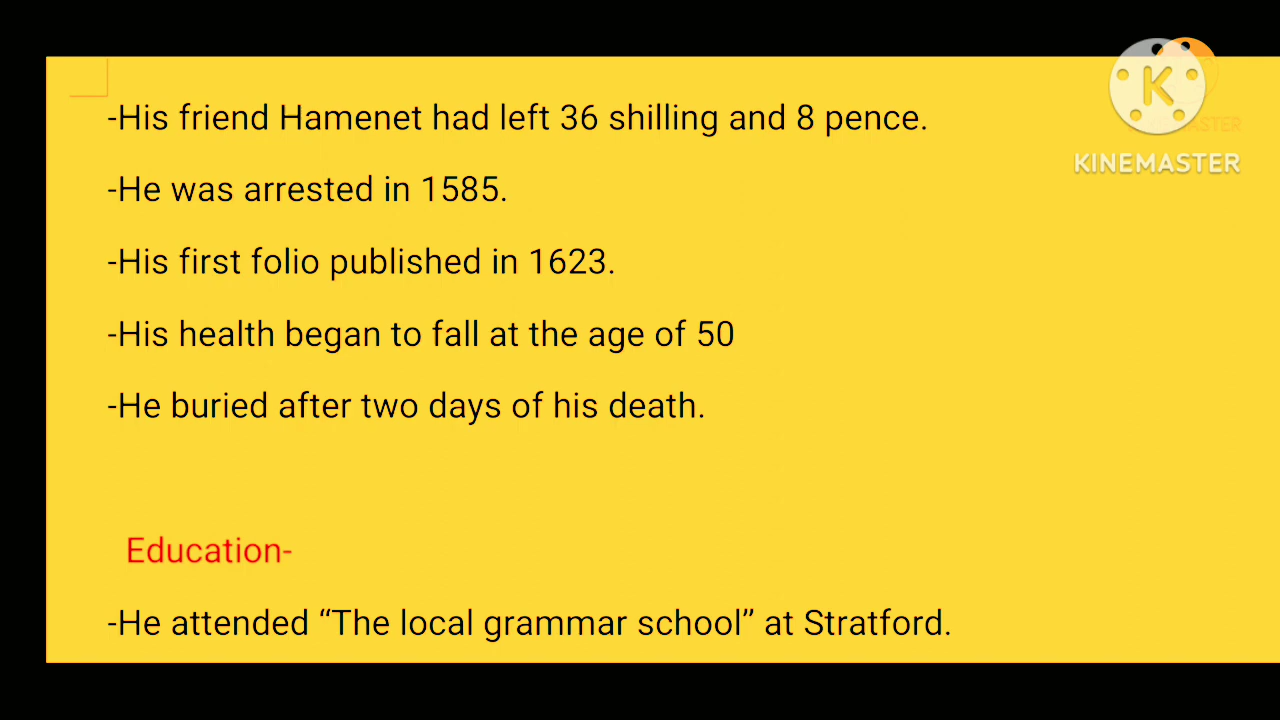 -His friend Hamenet had left 36 shilling and 8 pence.
-He was arrested in 1585.
-His first folio published in 1623.
-His health began to fall at the age of 50
-He buried after two days of his death.
Education-
-He attended “The local grammar school” at Stratford.
K
KINEMASTER